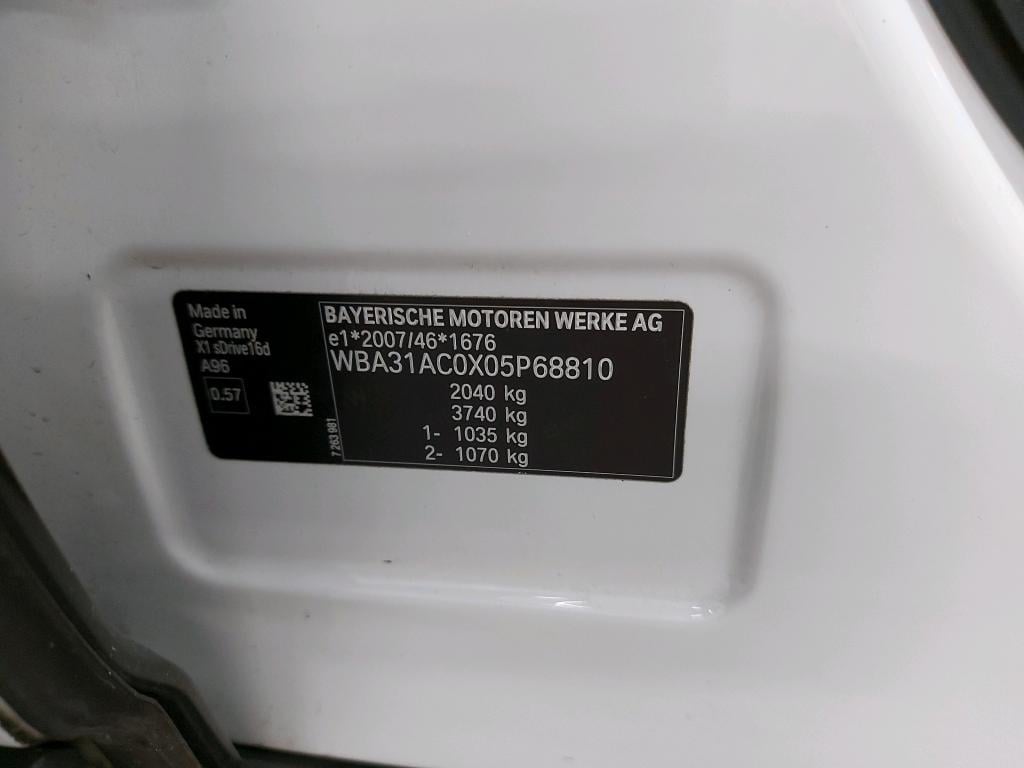 Made in
Germany
X1 sDrive16d
A96
0.57
7 263 981
BAYERISCHE MOTOREN WERKE AG
e1*2007/46*1676
WBA31AC0X05P68810
2040 kg
3740 kg
1- 1035 kg
2- 1070 kg